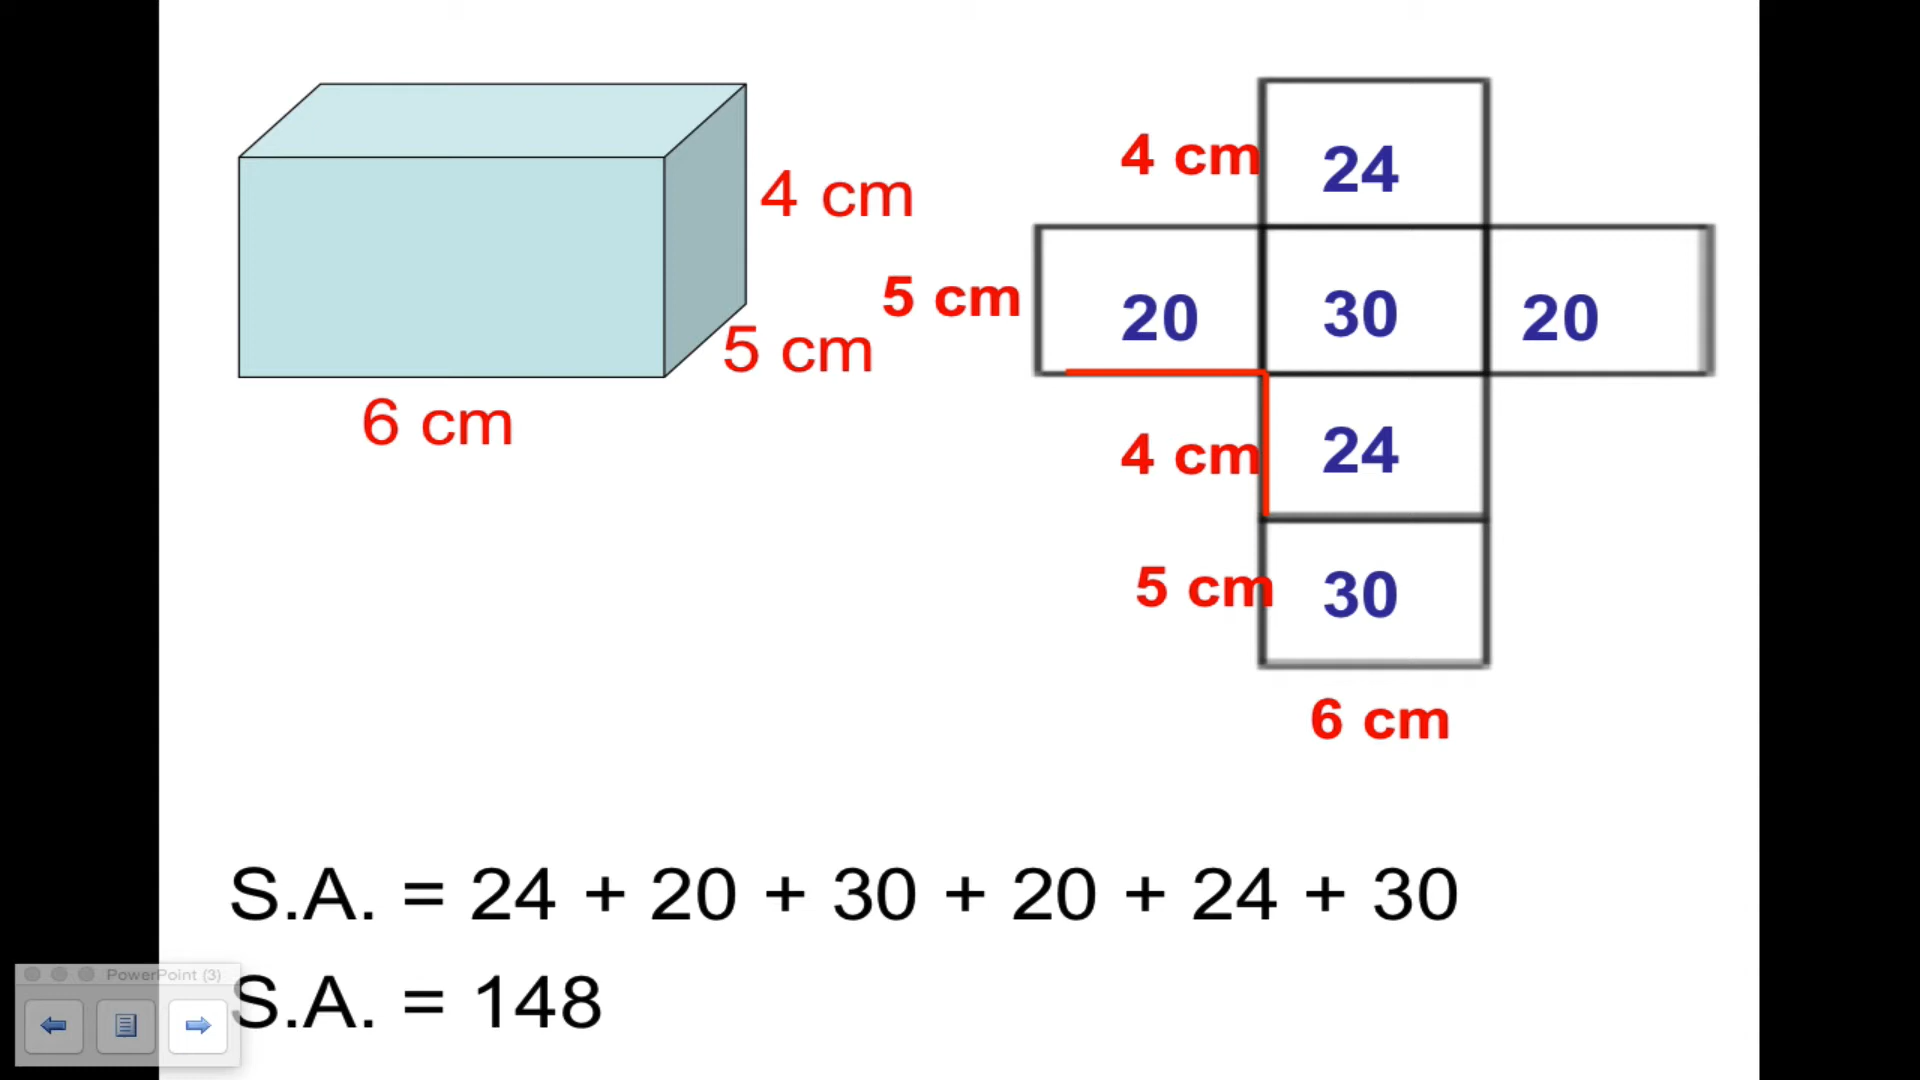 4 cm
5 cm
6 cm
4 cm
24
5 cm
20
30
20
4 cm
24
5 cm
30
6 cm
S.A. = 24 + 20 + 30 + 20 + 24 + 30
S.A. = 148
PowerPoint (3)